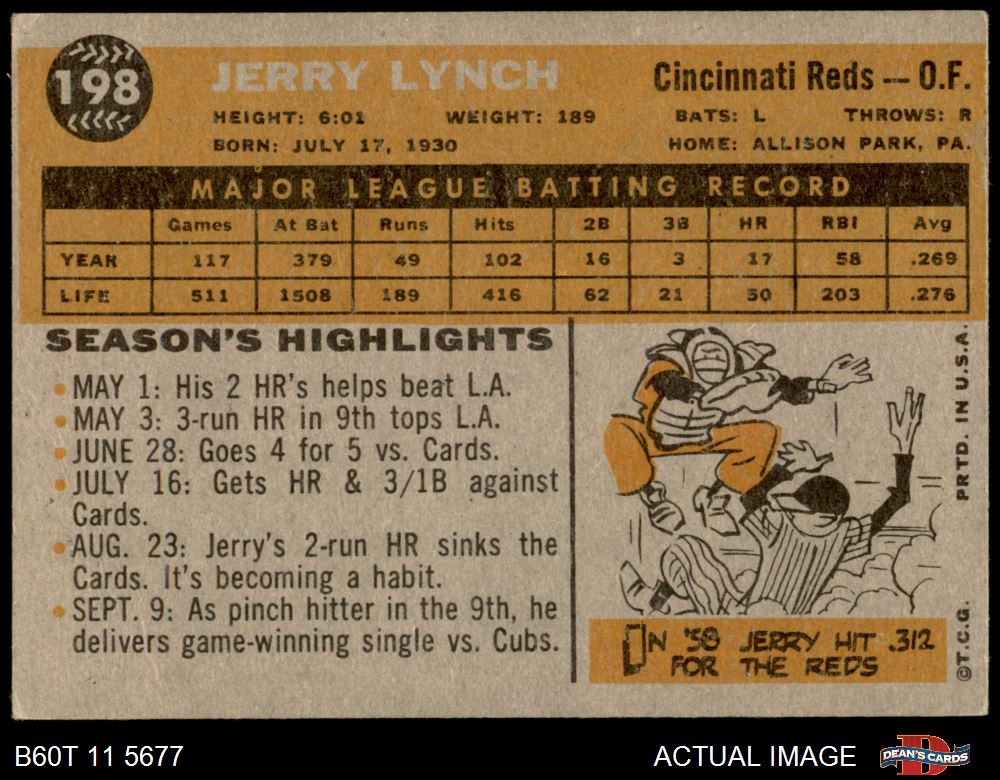 198
JERRY LYNCH
Cincinnati Reds — O.F.
HEIGHT: 6:01 WEIGHT: 189 BATS: L THROWS: R
BORN: JULY 17, 1930 HOME: ALLISON PARK, PA.
MAJOR LEAGUE BATTING RECORD
Games At Bat Runs Hits 2B 3B HR RBI Avg
YEAR 117 379 49 102 16 3 17 58 .269
LIFE 511 1508 189 416 62 21 50 203 .276
SEASON'S HIGHLIGHTS
• MAY 1: His 2 HR's helps beat L.A.
• MAY 3: 3-run HR in 9th tops L.A.
• JUNE 28: Goes 4 for 5 vs. Cards.
• JULY 16: Gets HR & 3/1B against
Cards.
• AUG. 23: Jerry's 2-run HR sinks the
Cards. It's becoming a habit.
• SEPT. 9: As pinch hitter in the 9th, he
delivers game-winning single vs. Cubs.
IN '58 JERRY HIT .312
FOR THE REDS
©T.C.G. PRTD. IN U.S.A.
B60T 11 5677
ACTUAL IMAGE
DEAN'S CARDS